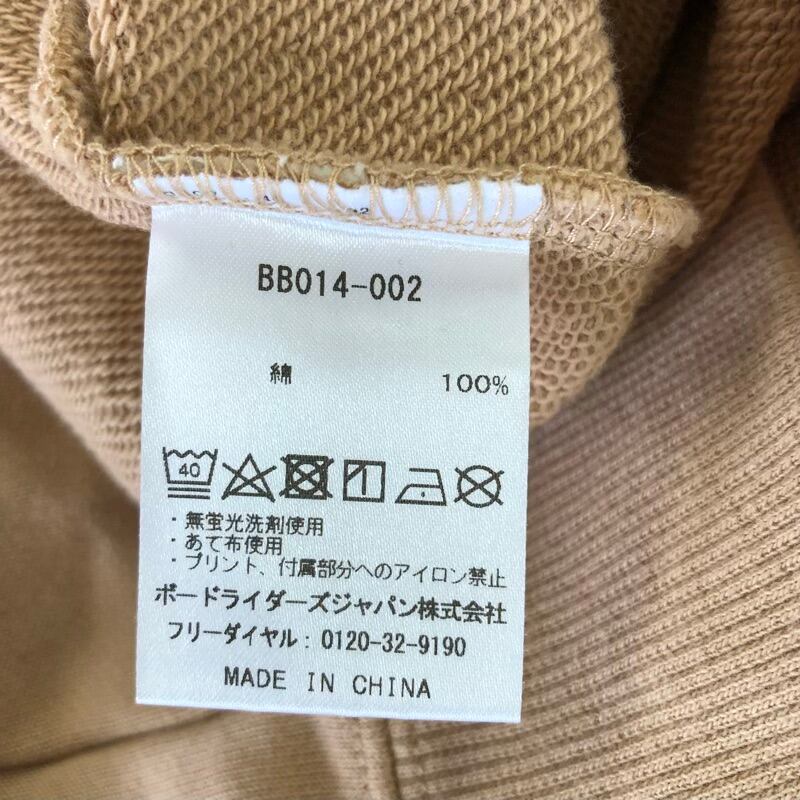 BB014-002
綿 100%
40
・無蛍光洗剤使用
・あて布使用
・プリント、付属部分へのアイロン禁止
ボードライダーズジャパン株式会社
フリーダイヤル：0120-32-9190
MADE IN CHINA